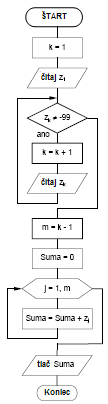 ŠTART
k = 1
čítaj z₁
zₖ ≠ -99
ano
k = k + 1
čítaj zₖ
m = k - 1
Suma = 0
j = 1, m
Suma = Suma + zⱼ
tlač Suma
Koniec